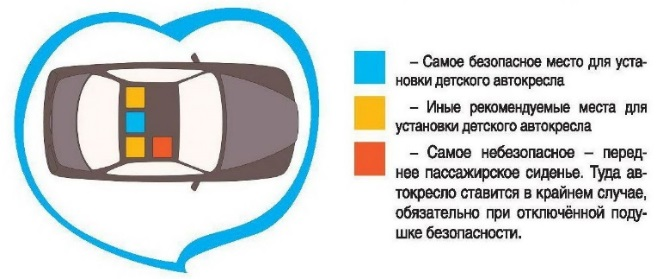 – Самое безопасное место для уста-
новки детского автокресла
– Иные рекомендуемые места для
установки детского автокресла
– Самое небезопасное – перед-
нее пассажирское сиденье. Туда ав-
токресло ставится в крайнем случае,
обязательно при отключённой поду-
шке безопасности.